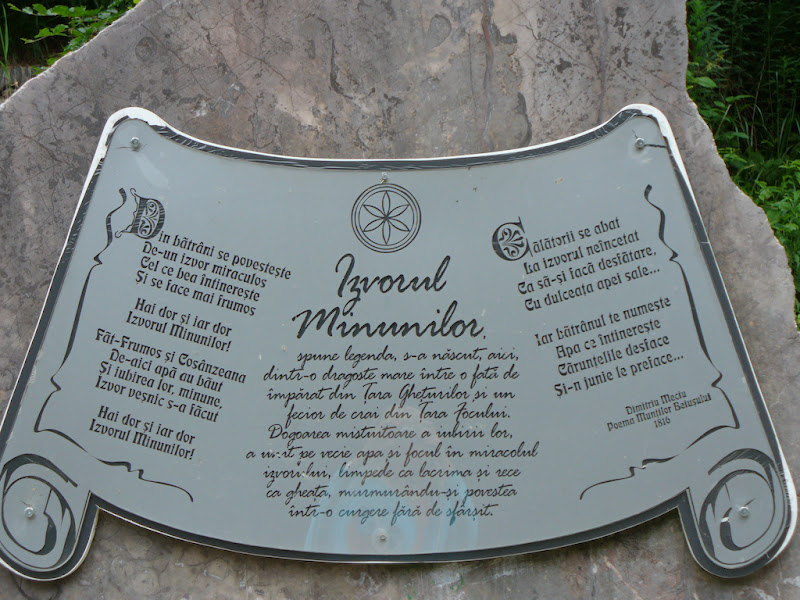 Din bătrâni se povestește
De-un izvor miraculos
Cel ce bea întinerește
Și se face mai frumos
Hai dor și iar dor
Izvorul Minunilor!
Făt-Frumos și Cosânzeana
De-aici apă au băut
Și iubirea lor, minune,
Izvor veșnic s-a făcut
Hai dor și iar dor
Izvorul Minunilor!
Izvorul
Minunilor,
spune legenda, s-a născut, aici,
dintr-o dragoste mare între o fată de
împărat din Țara Ghețurilor și un
fecior de crai din Țara Focului.
Dogoarea mistuitoare a iubirii lor,
a unit pe vecie apa și focul în miracolul
izvorului, limpede ca lacrima și rece
ca gheața, murmurându-și povestea
într-o curgere fără de sfârșit.
Călătorii se abat
La izvorul neîncetat
Ca să-și facă desfătare,
Cu dulceața apei sale...
Iar bătrânul te numește
Apa ce întinerește
Cărunțelile desface
Și-n junie le preface...
Dimitriu Meciu
Poema Munților Betușului
1816